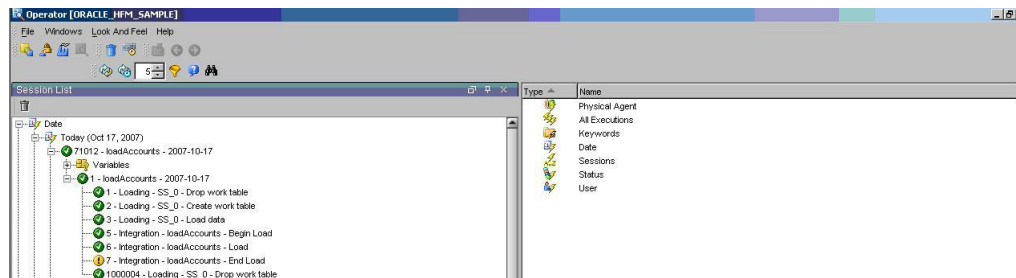 Operator [ORACLE_HFM_SAMPLE]
File Windows Look And Feel Help
5
Session List
Date
Today (Oct 17, 2007)
71012 - loadAccounts - 2007-10-17
Variables
1 - loadAccounts - 2007-10-17
1 - Loading - SS_0 - Drop work table
2 - Loading - SS_0 - Create work table
3 - Loading - SS_0 - Load data
5 - Integration - loadAccounts - Begin Load
6 - Integration - loadAccounts - Load
7 - Integration - loadAccounts - End Load
1000004 - Loading - SS_0 - Drop work table
Type Name
Physical Agent
All Executions
Keywords
Date
Sessions
Status
User